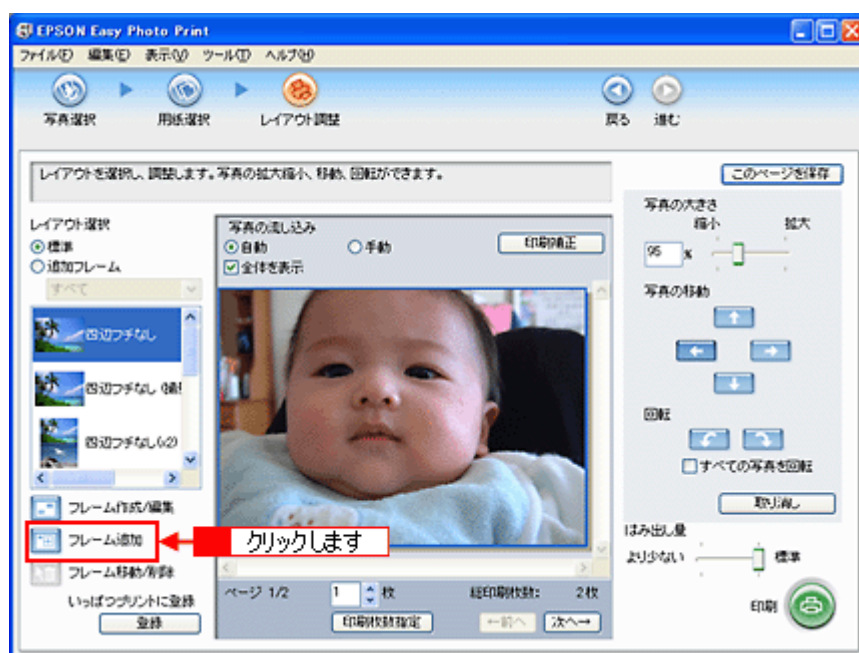 EPSON Easy Photo Print
ファイル(F) 編集(E) 表示(V) ツール(T) ヘルプ(H)
写真選択 用紙選択 レイアウト調整 戻る 進む
レイアウトを選択し、調整します。写真の拡大縮小、移動、回転ができます。
このページを保存
レイアウト選択
標準
追加フレーム
すべて
四辺フチなし
四辺フチなし
四辺フチなし(x2)
フレーム作成/編集
フレーム追加
フレーム移動/削除
いっぱつプリントに登録
登録
写真の流し込み
自動 手動 印刷補正
全体を表示
クリックします
ページ 1/2 1 枚 総印刷枚数: 2枚
印刷枚数指定 ←前へ 次へ→
写真の大きさ
縮小 拡大
95 %
写真の移動
回転
すべての写真を回転
取り消し
はみ出し量
より少ない 標準
印刷